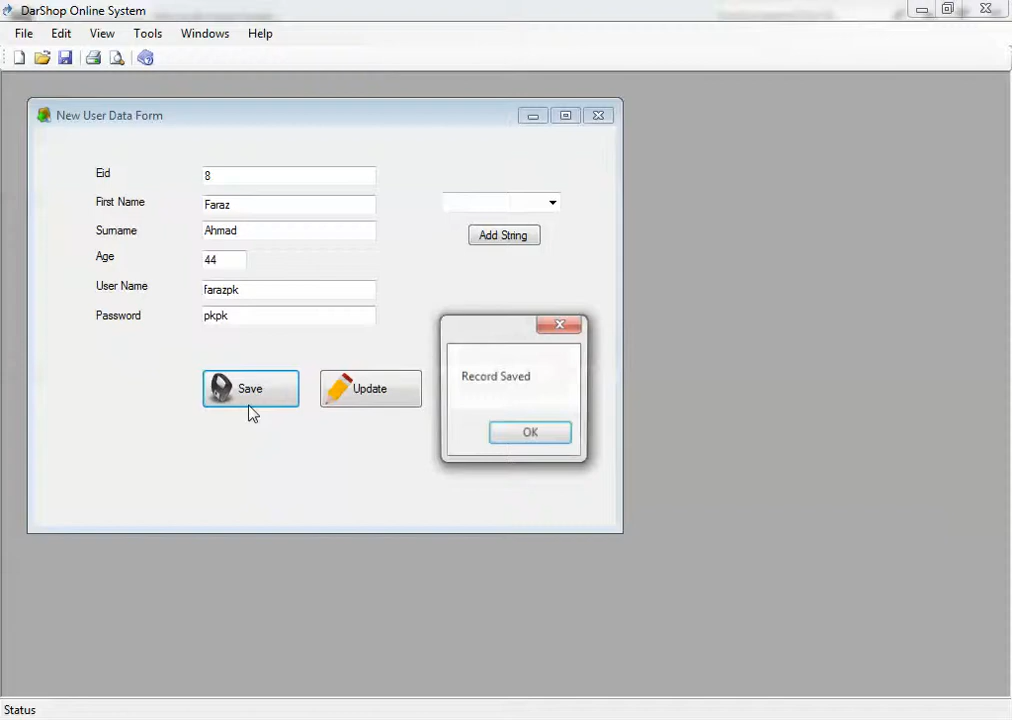 DarShop Online System
File Edit View Tools Windows Help
New User Data Form
Eid 8
First Name Faraz
Surname Ahmad
Add String
Age 44
User Name farazpk
Password pkpk
Record Saved
Save Update
OK
Status